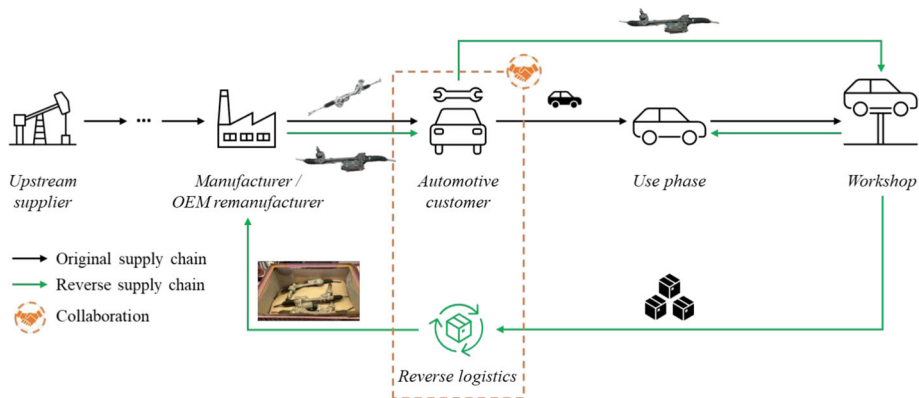 Upstream
supplier
...
Manufacturer /
OEM remanufacturer
Automotive
customer
Use phase
Workshop
Original supply chain
Reverse supply chain
Collaboration
Reverse logistics